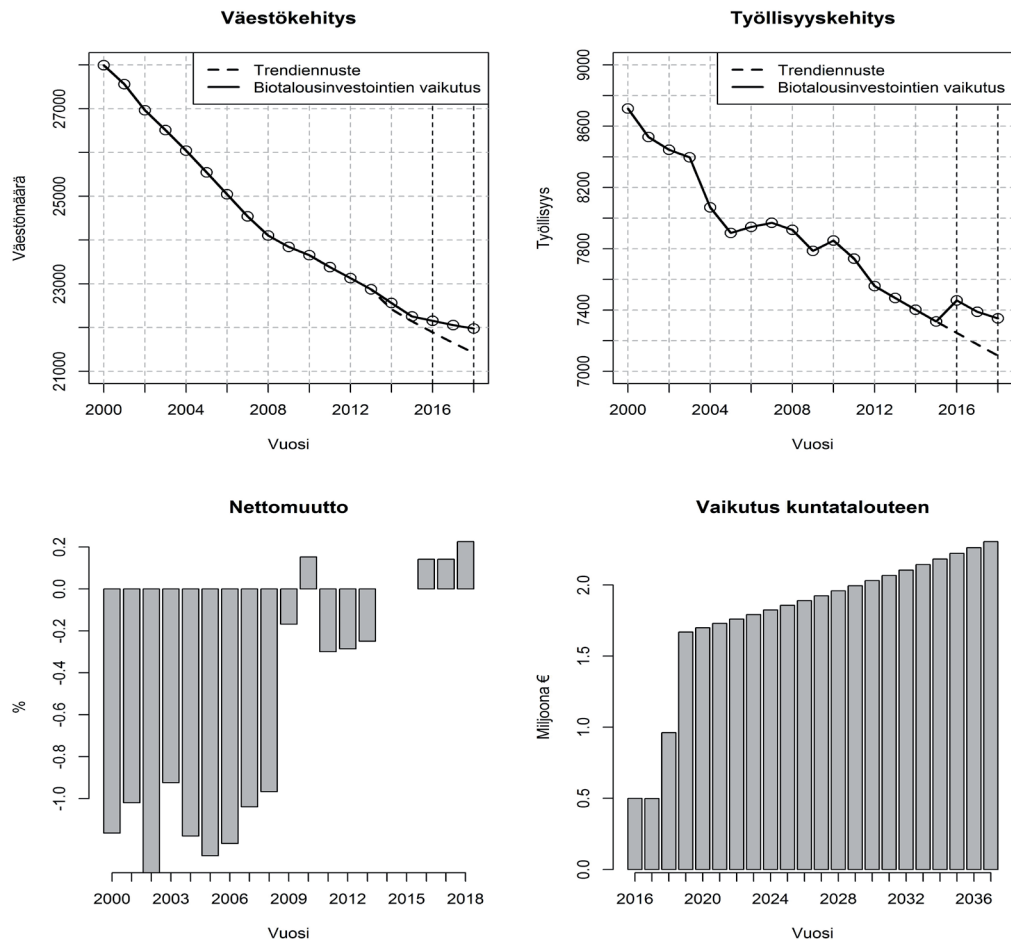 Väestökehitys
Trendiennuste
Biotalousinvestointien vaikutus
Väestömäärä
27000
25000
23000
21000
2000 2004 2008 2012 2016
Vuosi
Työllisyyskehitys
Trendiennuste
Biotalousinvestointien vaikutus
Työllisyys
9000
8600
8200
7800
7400
7000
2000 2004 2008 2012 2016
Vuosi
Nettomuutto
%
0.2
0.0
-0.2
-0.4
-0.6
-0.8
-1.0
2000 2003 2006 2009 2012 2015 2018
Vuosi
Vaikutus kuntatalouteen
Miljoona €
2.0
1.5
1.0
0.5
0.0
2016 2020 2024 2028 2032 2036
Vuosi